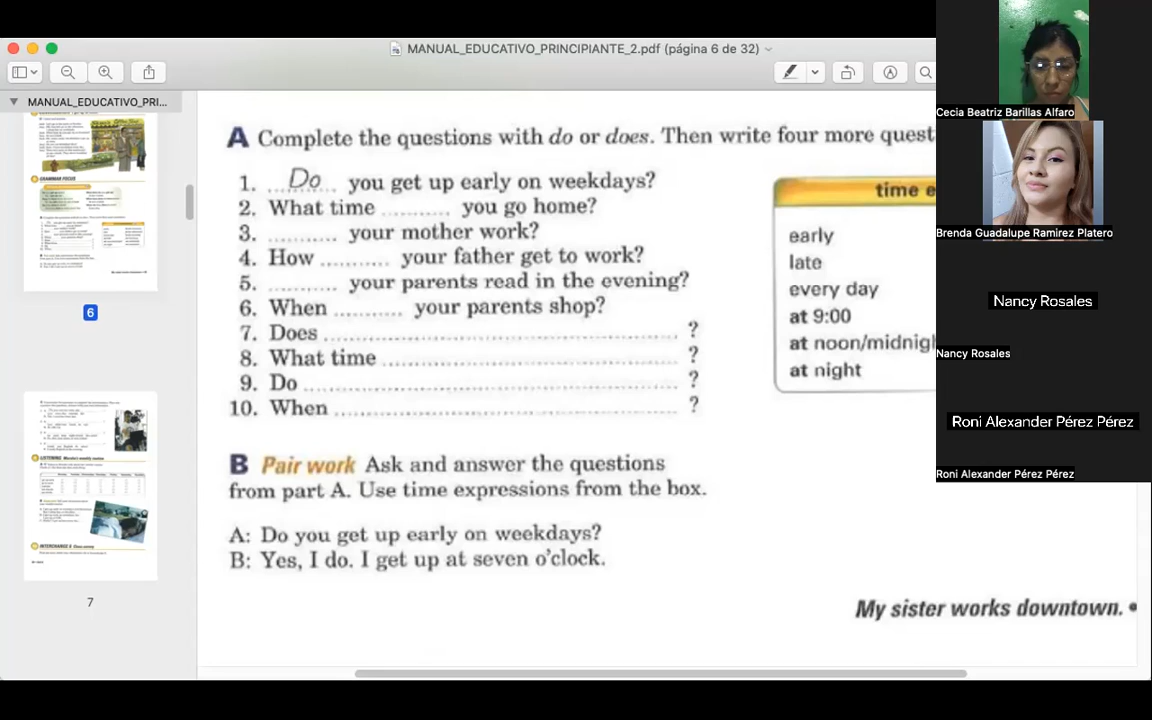 MANUAL_EDUCATIVO_PRINCIPIANTE_2.pdf (página 6 de 32)
MANUAL_EDUCATIVO_PRI...
6
7
A Complete the questions with do or does. Then write four more quest
1. Do you get up early on weekdays?
2. What time .......... you go home?
3. .......... your mother work?
4. How .......... your father get to work?
5. .......... your parents read in the evening?
6. When .......... your parents shop?
7. Does .......... ?
8. What time .......... ?
9. Do .......... ?
10. When .......... ?
time e
early
late
every day
at 9:00
at noon/midnigh
at night
B Pair work Ask and answer the questions
from part A. Use time expressions from the box.
A: Do you get up early on weekdays?
B: Yes, I do. I get up at seven o'clock.
My sister works downtown. •
Cecia Beatriz Barillas Alfaro
Brenda Guadalupe Ramirez Platero
Nancy Rosales
Nancy Rosales
Roni Alexander Pérez Pérez
Roni Alexander Pérez Pérez